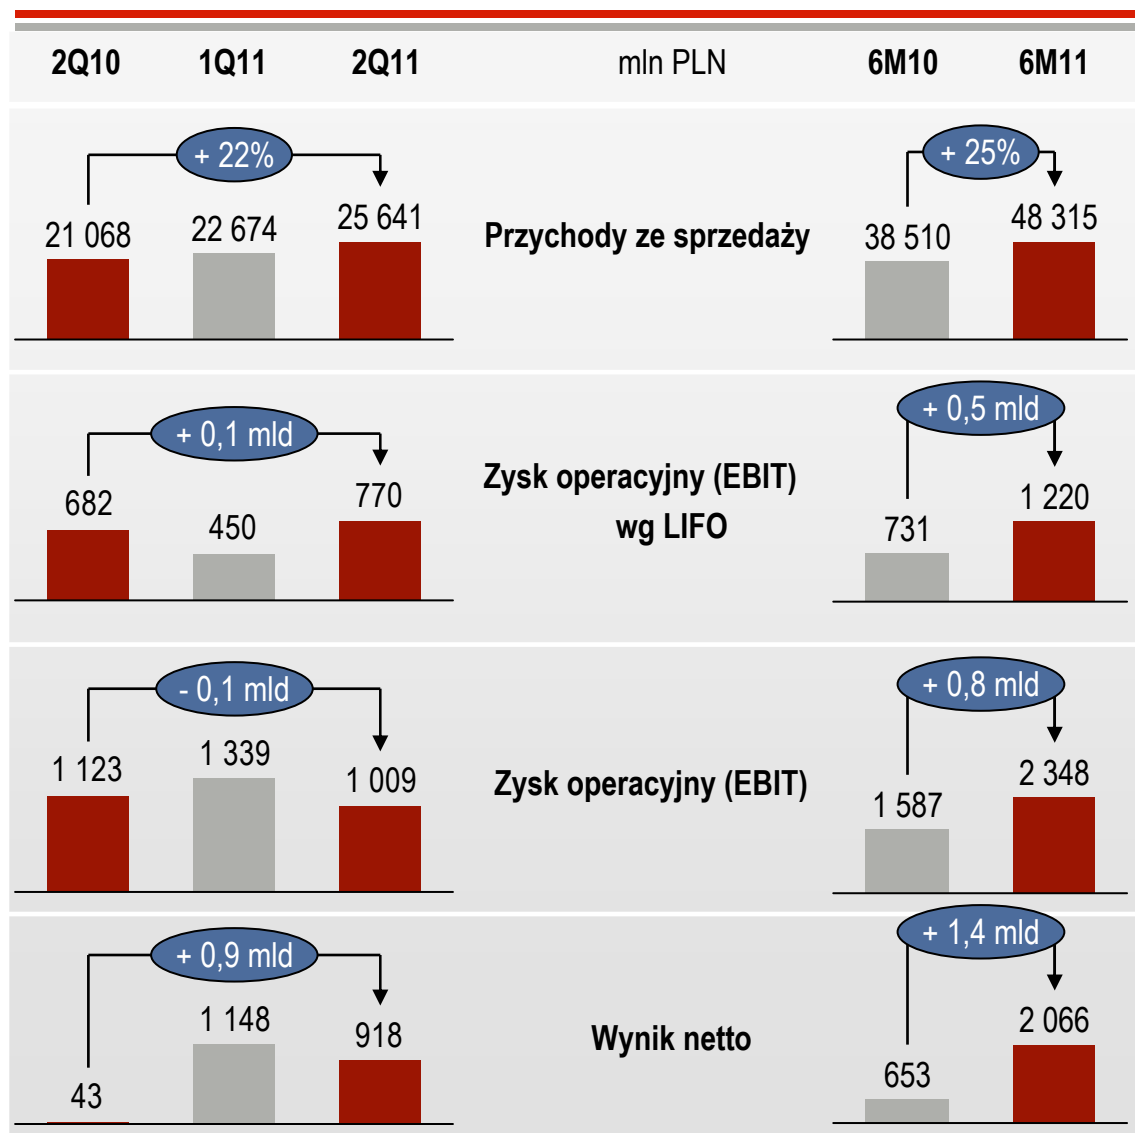 2Q10 1Q11 2Q11 mln PLN 6M10 6M11
+ 22% + 25%
21 068 22 674 25 641 Przychody ze sprzedaży 38 510 48 315
+ 0,1 mld + 0,5 mld
682 450 770 Zysk operacyjny (EBIT) 731 1 220
wg LIFO
- 0,1 mld + 0,8 mld
1 123 1 339 1 009 Zysk operacyjny (EBIT) 1 587 2 348
+ 0,9 mld + 1,4 mld
43 1 148 918 Wynik netto 653 2 066